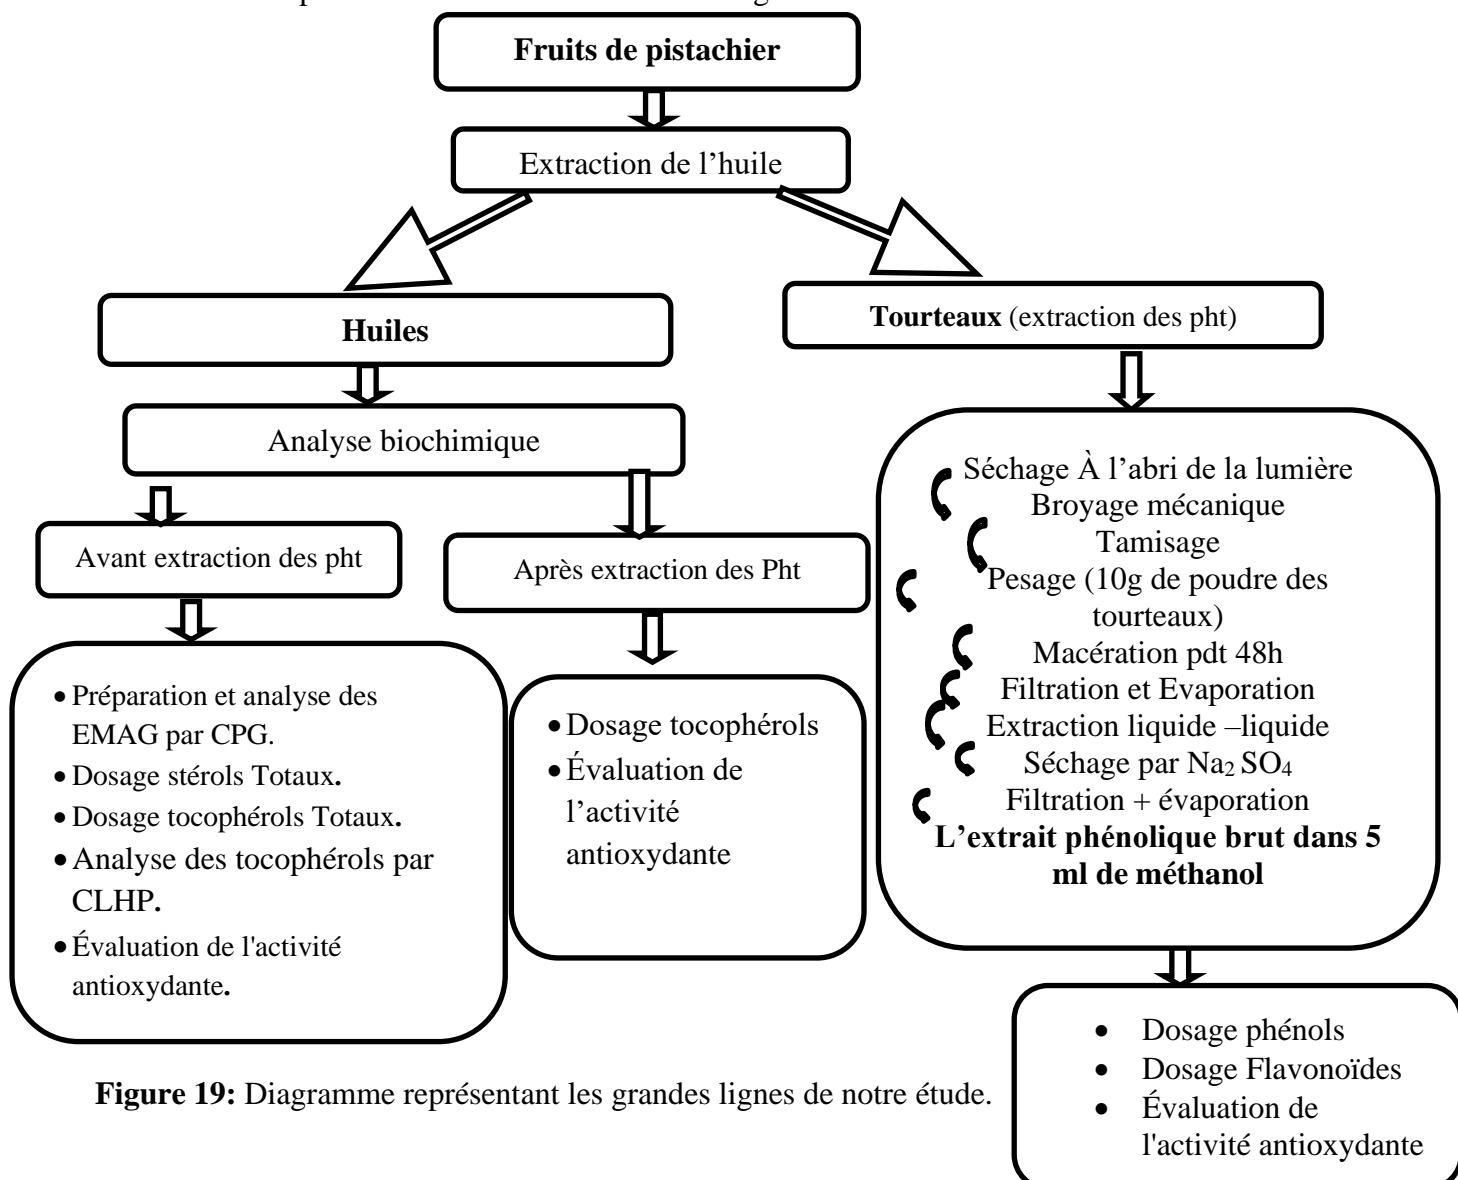 Fruits de pistachier
Extraction de l’huile
Huiles
Tourteaux (extraction des pht)
Analyse biochimique
Avant extraction des pht
Après extraction des Pht
• Préparation et analyse des
EMAG par CPG.
• Dosage stérols Totaux.
• Dosage tocophérols Totaux.
• Analyse des tocophérols par
CLHP.
• Évaluation de l'activité
antioxydante.
• Dosage tocophérols
• Évaluation de
l’activité
antioxydante
Séchage À l’abri de la lumière
Broyage mécanique
Tamisage
Pesage (10g de poudre des
tourteaux)
Macération pdt 48h
Filtration et Evaporation
Extraction liquide –liquide
Séchage par Na₂ SO₄
Filtration + évaporation
L’extrait phénolique brut dans 5
ml de méthanol
• Dosage phénols
• Dosage Flavonoïdes
• Évaluation de
l'activité antioxydante
Figure 19: Diagramme représentant les grandes lignes de notre étude.